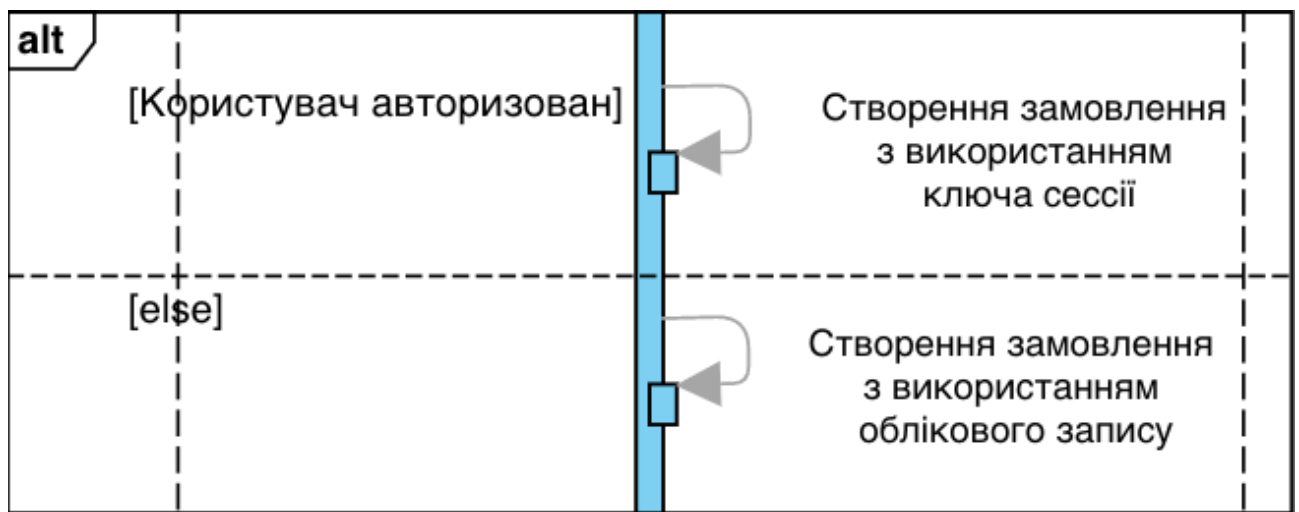 alt
[Користувач авторизован]
Створення замовлення
з використанням
ключа сессії
[else]
Створення замовлення
з використанням
облікового запису